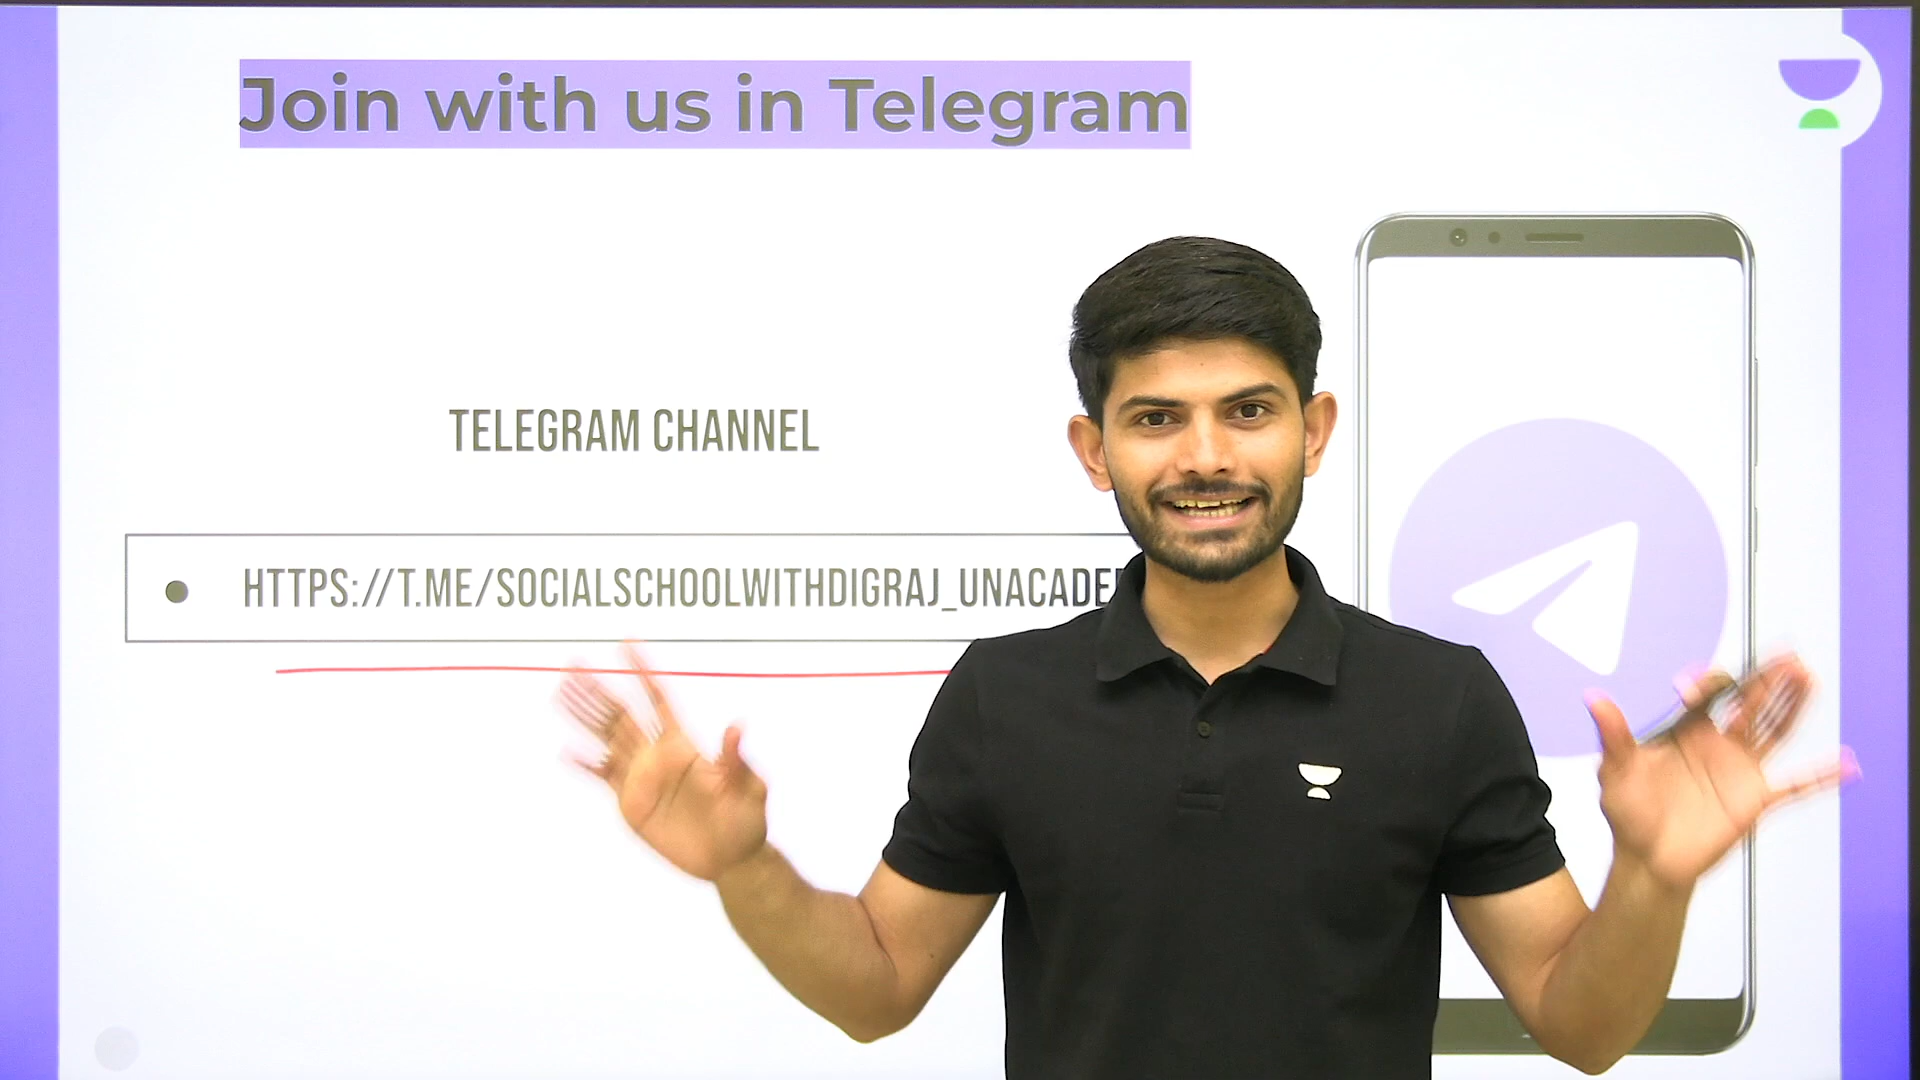 Join with us in Telegram
TELEGRAM CHANNEL
HTTPS://T.ME/SOCIALSCHOOLWITHDIGRAJ_UNACADE